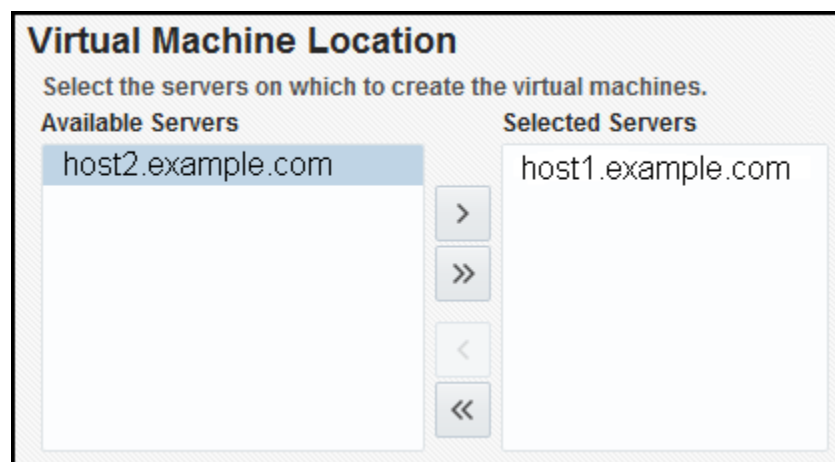 Virtual Machine Location
Select the servers on which to create the virtual machines.
Available Servers
Selected Servers
host2.example.com
host1.example.com
>
>>
<
<<